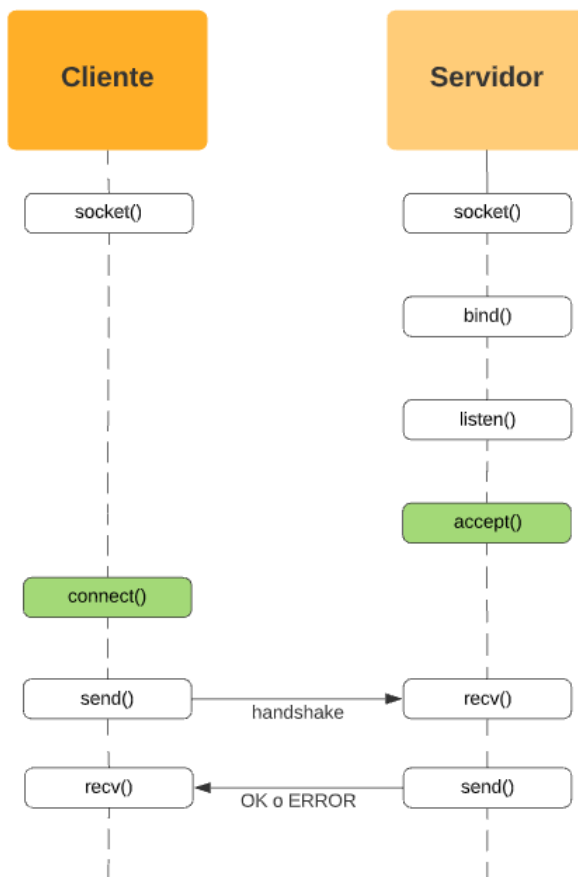 Cliente
Servidor
socket()
socket()
bind()
listen()
accept()
connect()
send()
recv()
handshake
recv()
send()
OK o ERROR